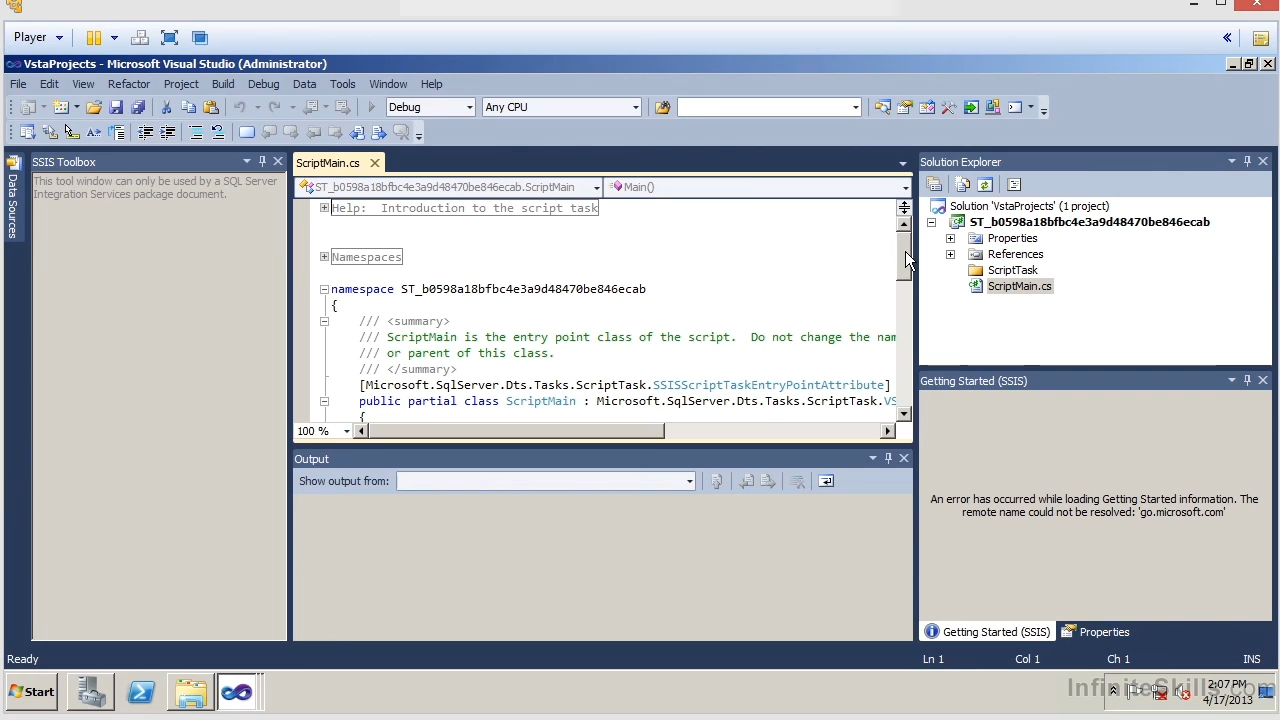 Player
VstaProjects - Microsoft Visual Studio (Administrator)
File Edit View Refactor Project Build Debug Data Tools Window Help
Debug Any CPU
Data Sources
SSIS Toolbox
This tool window can only be used by a SQL Server
Integration Services package document.
ScriptMain.cs
ST_b0598a18bfbc4e3a9d48470be846ecab.ScriptMain Main()
Help: Introduction to the script task
Namespaces
namespace ST_b0598a18bfbc4e3a9d48470be846ecab
{
/// <summary>
/// ScriptMain is the entry point class of the script. Do not change the nam
/// or parent of this class.
/// </summary>
[Microsoft.SqlServer.Dts.Tasks.ScriptTask.SSISScriptTaskEntryPointAttribute]
public partial class ScriptMain : Microsoft.SqlServer.Dts.Tasks.ScriptTask.VS
{
100 %
Output
Show output from:
Solution Explorer
Solution 'VstaProjects' (1 project)
ST_b0598a18bfbc4e3a9d48470be846ecab
Properties
References
ScriptTask
ScriptMain.cs
Getting Started (SSIS)
An error has occurred while loading Getting Started information. The
remote name could not be resolved: 'go.microsoft.com'
Getting Started (SSIS) Properties
Ready Ln 1 Col 1 Ch 1 INS
Start
InfiniteSkills.com
2:07 PM
4/17/2013